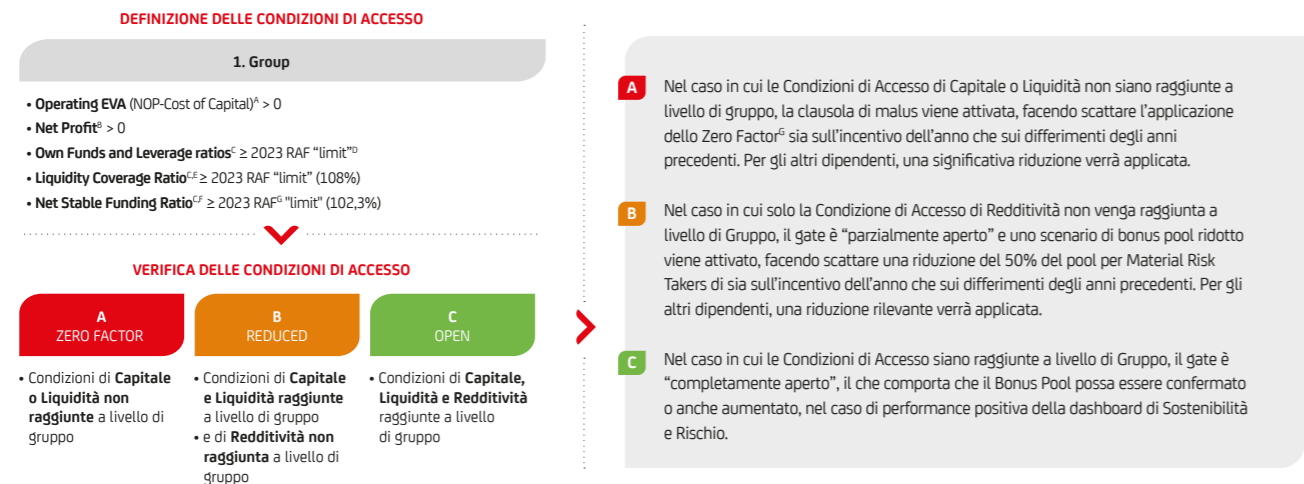 DEFINIZIONE DELLE CONDIZIONI DI ACCESSO
1. Group
• Operating EVA (NOP-Cost of Capital)ᴬ > 0
• Net Profitᴮ > 0
• Own Funds and Leverage ratiosᶜ ≥ 2023 RAF “limit”ᴰ
• Liquidity Coverage Ratioᶜ,ᴱ ≥ 2023 RAF “limit” (108%)
• Net Stable Funding Ratioᶜ,ᶠ ≥ 2023 RAFᴳ "limit" (102,3%)
VERIFICA DELLE CONDIZIONI DI ACCESSO
A
ZERO FACTOR
• Condizioni di Capitale
o Liquidità non
raggiunte a livello di
gruppo
B
REDUCED
• Condizioni di Capitale
e Liquidità raggiunte
a livello di gruppo
• e di Redditività non
raggiunta a livello di
gruppo
C
OPEN
• Condizioni di Capitale,
Liquidità e Redditività
raggiunte a livello
di gruppo
A
Nel caso in cui le Condizioni di Accesso di Capitale o Liquidità non siano raggiunte a
livello di gruppo, la clausola di malus viene attivata, facendo scattare l’applicazione
dello Zero Factorᴳ sia sull’incentivo dell’anno che sui differimenti degli anni
precedenti. Per gli altri dipendenti, una significativa riduzione verrà applicata.
B
Nel caso in cui solo la Condizione di Accesso di Redditività non venga raggiunta a
livello di Gruppo, il gate è “parzialmente aperto” e uno scenario di bonus pool ridotto
viene attivato, facendo scattare una riduzione del 50% del pool per Material Risk
Takers di sia sull’incentivo dell’anno che sui differimenti degli anni precedenti. Per gli
altri dipendenti, una riduzione rilevante verrà applicata.
C
Nel caso in cui le Condizioni di Accesso siano raggiunte a livello di Gruppo, il gate è
“completamente aperto”, il che comporta che il Bonus Pool possa essere confermato
o anche aumentato, nel caso di performance positiva della dashboard di Sostenibilità
e Rischio.